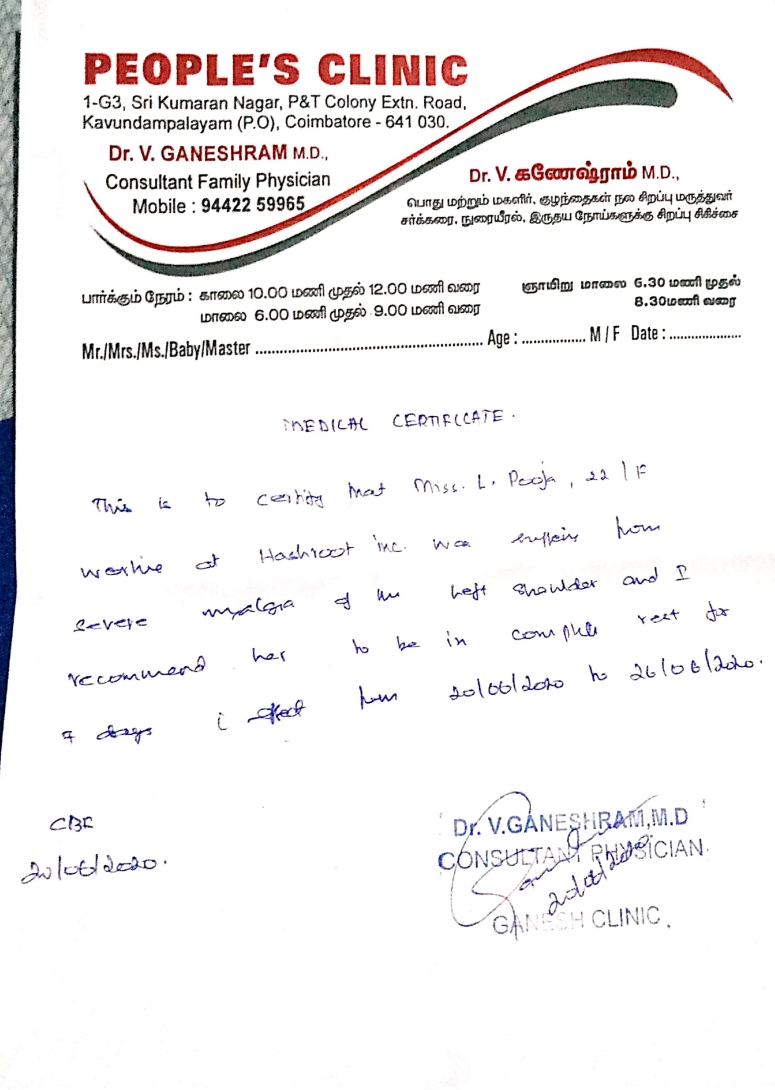 PEOPLE'S CLINIC
1-G3, Sri Kumaran Nagar, P&T Colony Extn. Road,
Kavundampalayam (P.O), Coimbatore - 641 030.
Dr. V. GANESHRAM M.D.,
Consultant Family Physician
Mobile : 94422 59965
Dr. V. கணேஷ்ராம் M.D.,
பொது மற்றும் மகளிர், குழந்தைகள் நல சிறப்பு மருத்துவர்
சர்க்கரை, நுரையீரல், இருதய நோய்களுக்கு சிறப்பு சிகிச்சை
பார்க்கும் நேரம் : காலை 10.00 மணி முதல் 12.00 மணி வரை
மாலை 6.00 மணி முதல் 9.00 மணி வரை
ஞாயிறு மாலை 6.30 மணி முதல்
8.30மணி வரை
Mr./Mrs./Ms./Baby/Master ........................................................ Age : ................ M / F Date : ..................
MEDICAL CERTIFICATE.
This is to certify that Miss. L. Pooja, 22/F
working at Hashroot inc. was from
severe myalgia of the left shoulder and I
recommend her to be in complete rest for
7 days effect from 20/06/2020 to 26/06/2020.
CBE
20/06/2020.
Dr. V.GANESHRAM,M.D
CONSULTANT PHYSICIAN.
20/06/2020
GANESH CLINIC.